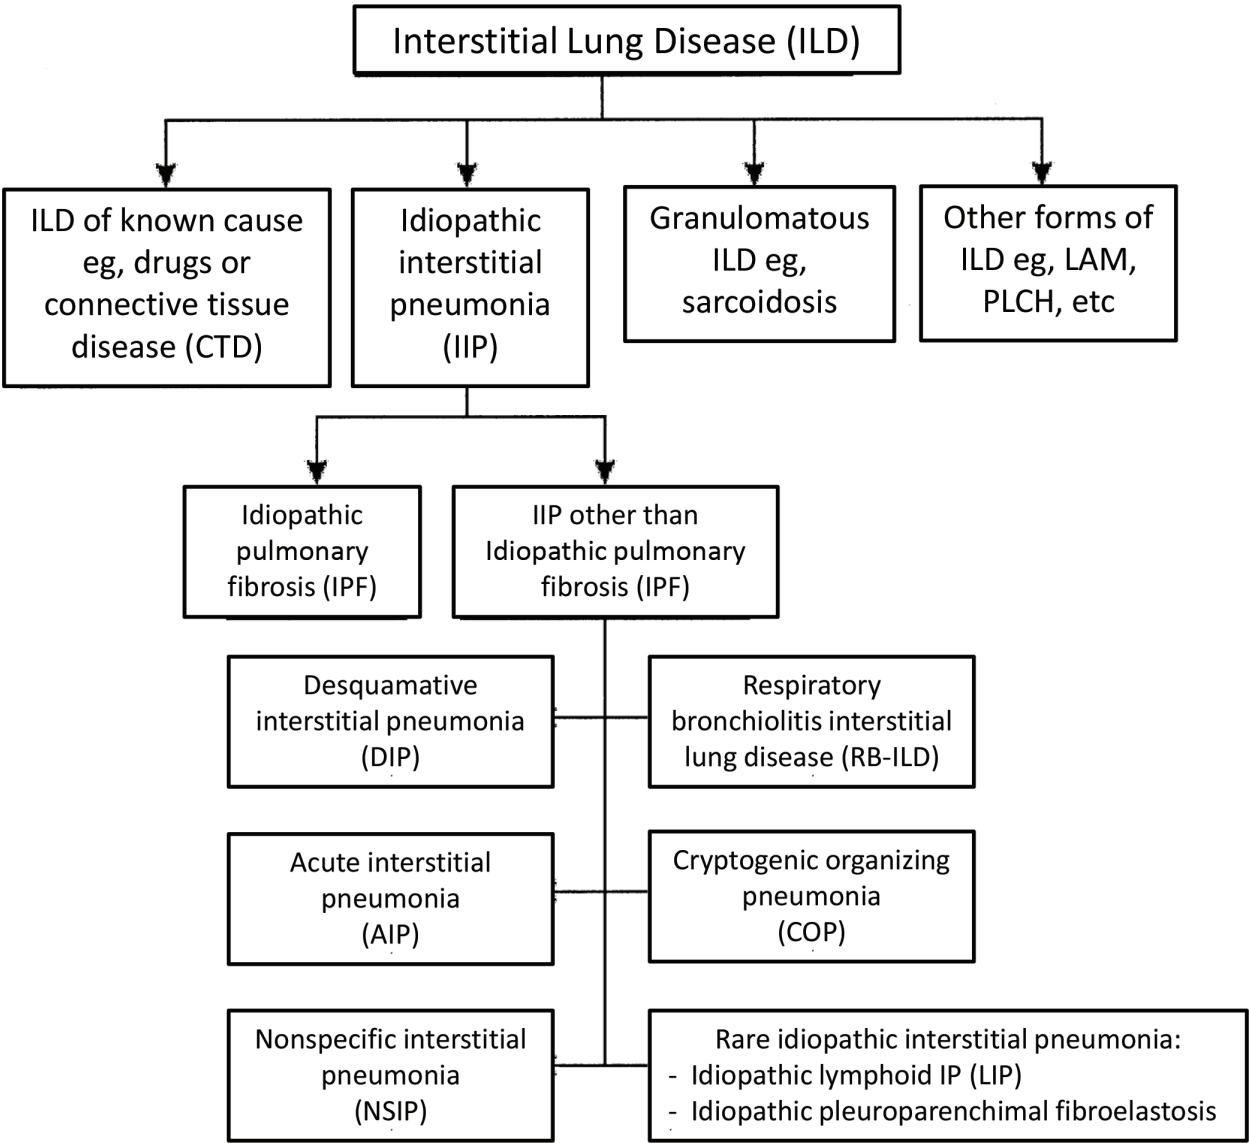 Interstitial Lung Disease (ILD)
ILD of known cause
eg, drugs or
connective tissue
disease (CTD)
Idiopathic
interstitial
pneumonia
(IIP)
Granulomatous
ILD eg,
sarcoidosis
Other forms of
ILD eg, LAM,
PLCH, etc
Idiopathic
pulmonary
fibrosis (IPF)
IIP other than
Idiopathic pulmonary
fibrosis (IPF)
Desquamative
interstitial pneumonia
(DIP)
Respiratory
bronchiolitis interstitial
lung disease (RB-ILD)
Acute interstitial
pneumonia
(AIP)
Cryptogenic organizing
pneumonia
(COP)
Nonspecific interstitial
pneumonia
(NSIP)
Rare idiopathic interstitial pneumonia:
- Idiopathic lymphoid IP (LIP)
- Idiopathic pleuroparenchimal fibroelastosis